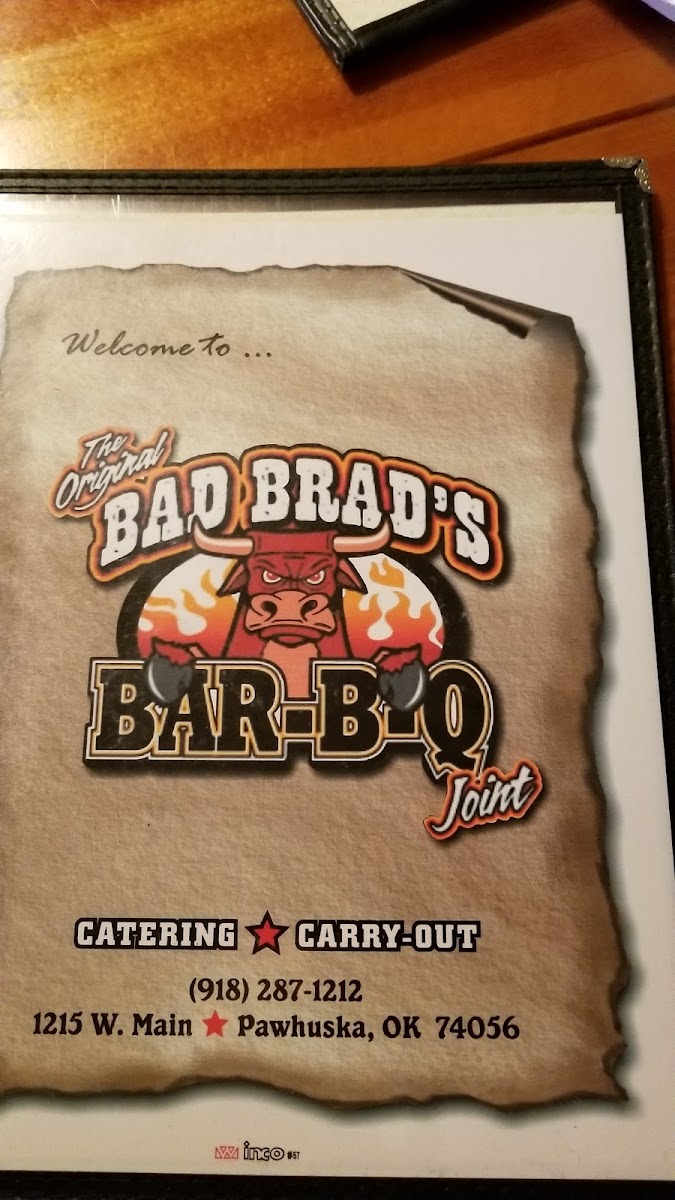 Welcome to ...
The
Original
BAD BRAD'S
BAR-B-Q
Joint
CATERING ★ CARRY-OUT
(918) 287-1212
1215 W. Main ★ Pawhuska, OK 74056
W inco #57